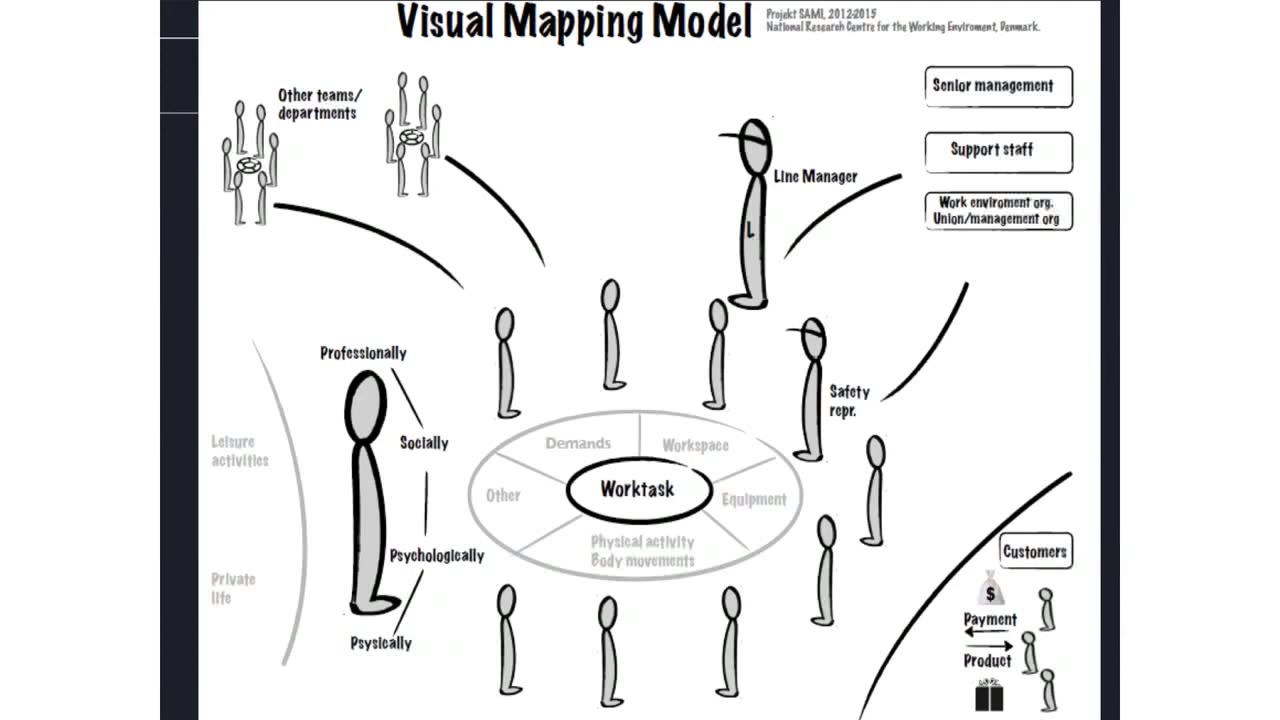 Visual Mapping Model
Projekt SAMI, 2012-2015
National Research Centre for the Working Enviroment, Denmark.
Other teams/
departments
Senior management
Support staff
Work enviroment org.
Union/management org
Line Manager
L
Professionally
Socially
Psychologically
Psysically
Leisure
activities
Private
life
Safety
repr.
Demands
Workspace
Other
Worktask
Equipment
Physical activity
Body movements
Customers
$
Payment
Product